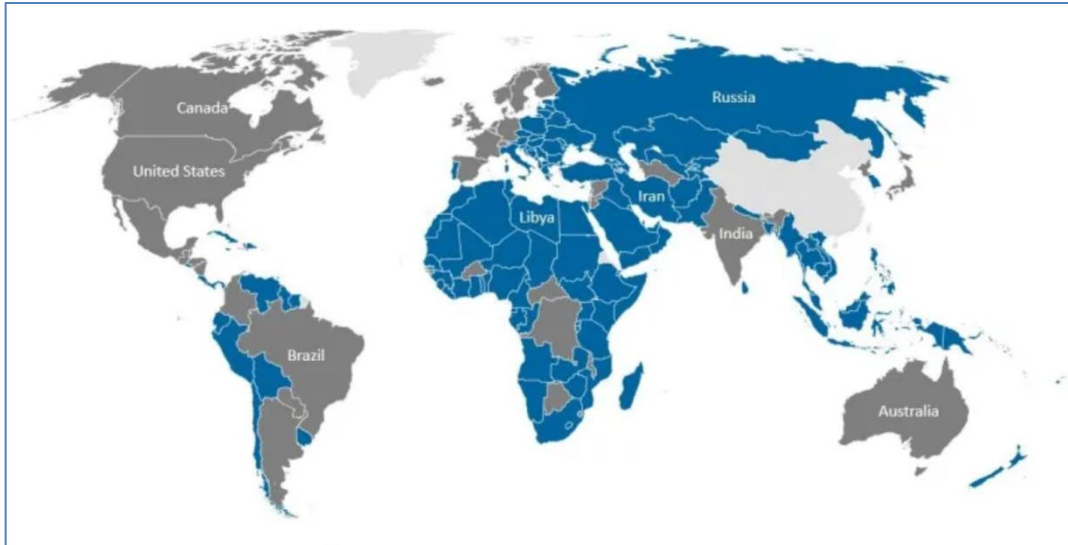 Canada
Russia
United States
Iran
Libya
India
Brazil
Australia